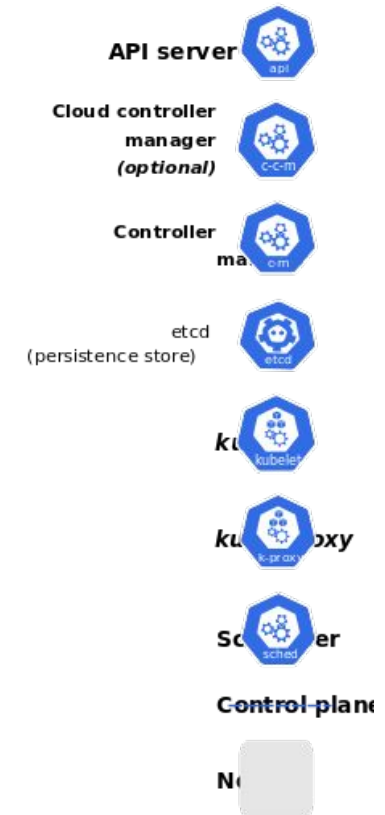 API server
api
Cloud controller
manager
(optional)
c-c-m
Controller
c-m
etcd
(persistence store)
etcd
kubelet
k-proxy
sched
Control plane